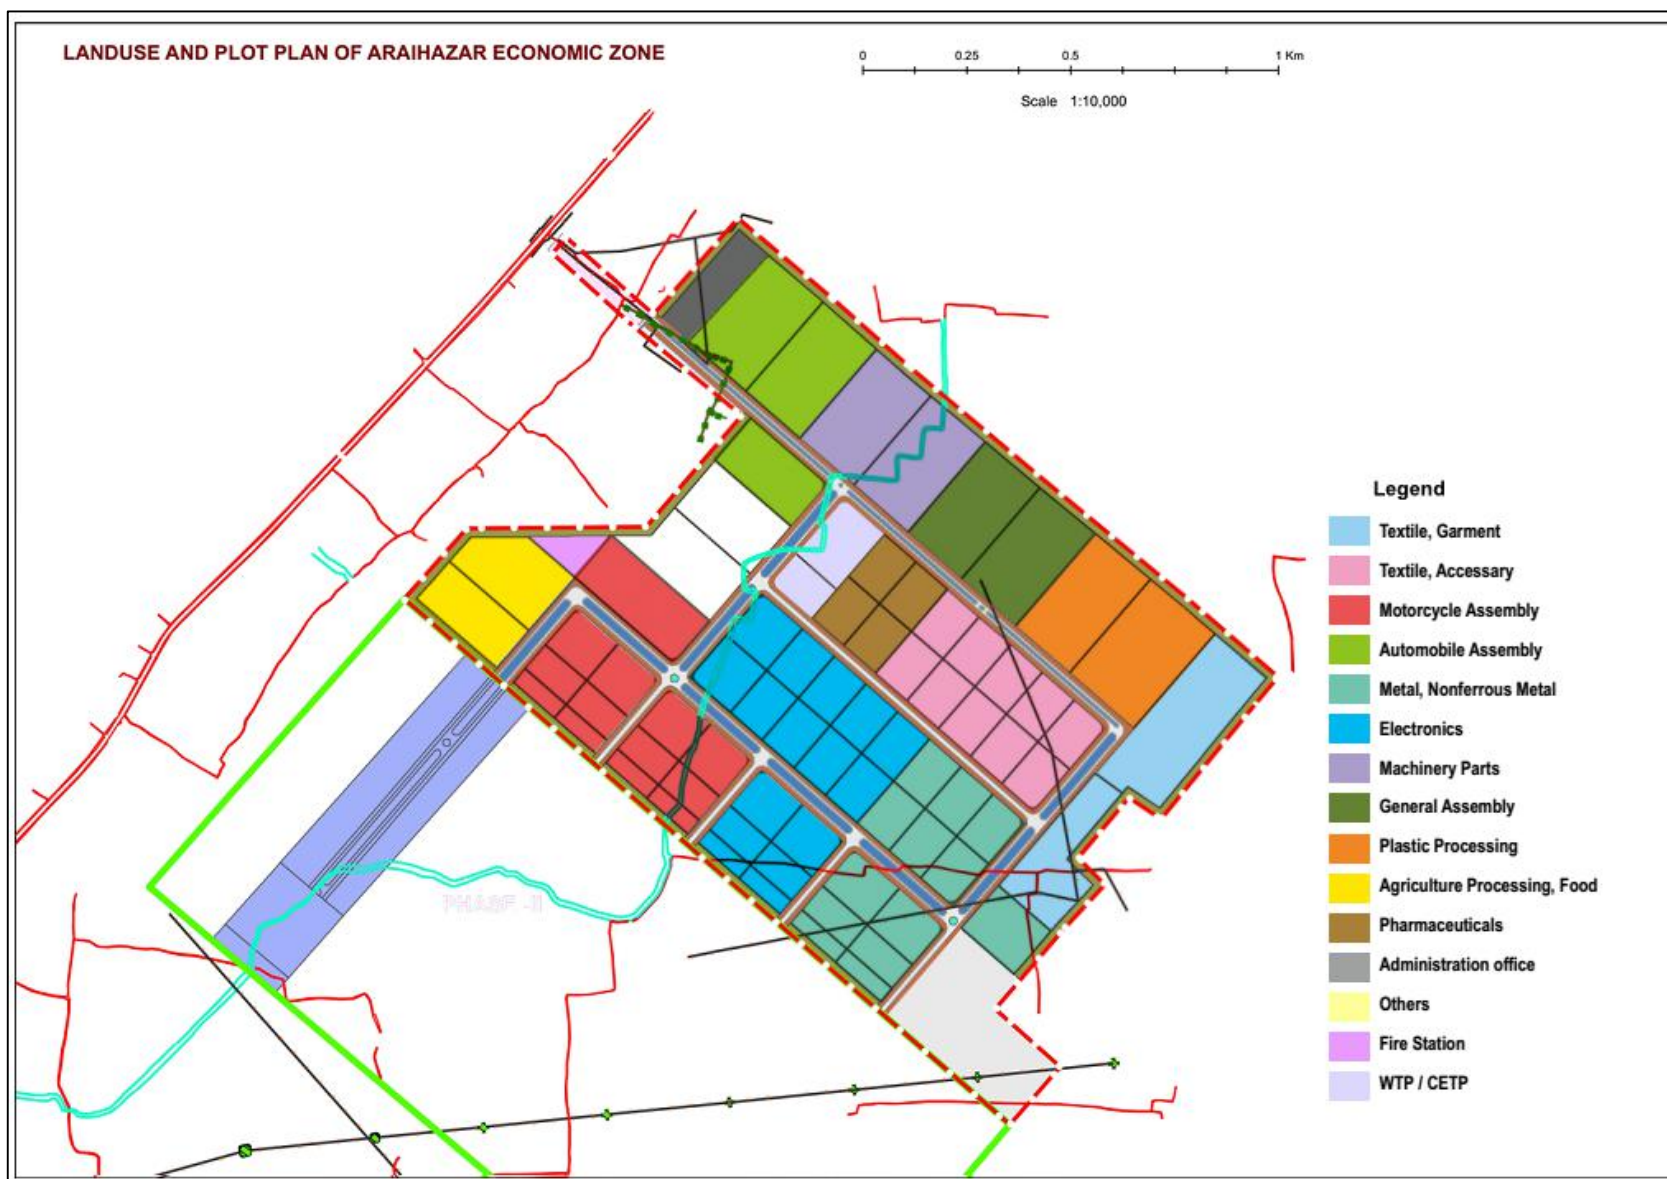 LANDUSE AND PLOT PLAN OF ARAIHAZAR ECONOMIC ZONE
0 0.25 0.5 1 Km
Scale 1:10,000
PHASE -II
Legend
Textile, Garment
Textile, Accessary
Motorcycle Assembly
Automobile Assembly
Metal, Nonferrous Metal
Electronics
Machinery Parts
General Assembly
Plastic Processing
Agriculture Processing, Food
Pharmaceuticals
Administration office
Others
Fire Station
WTP / CETP